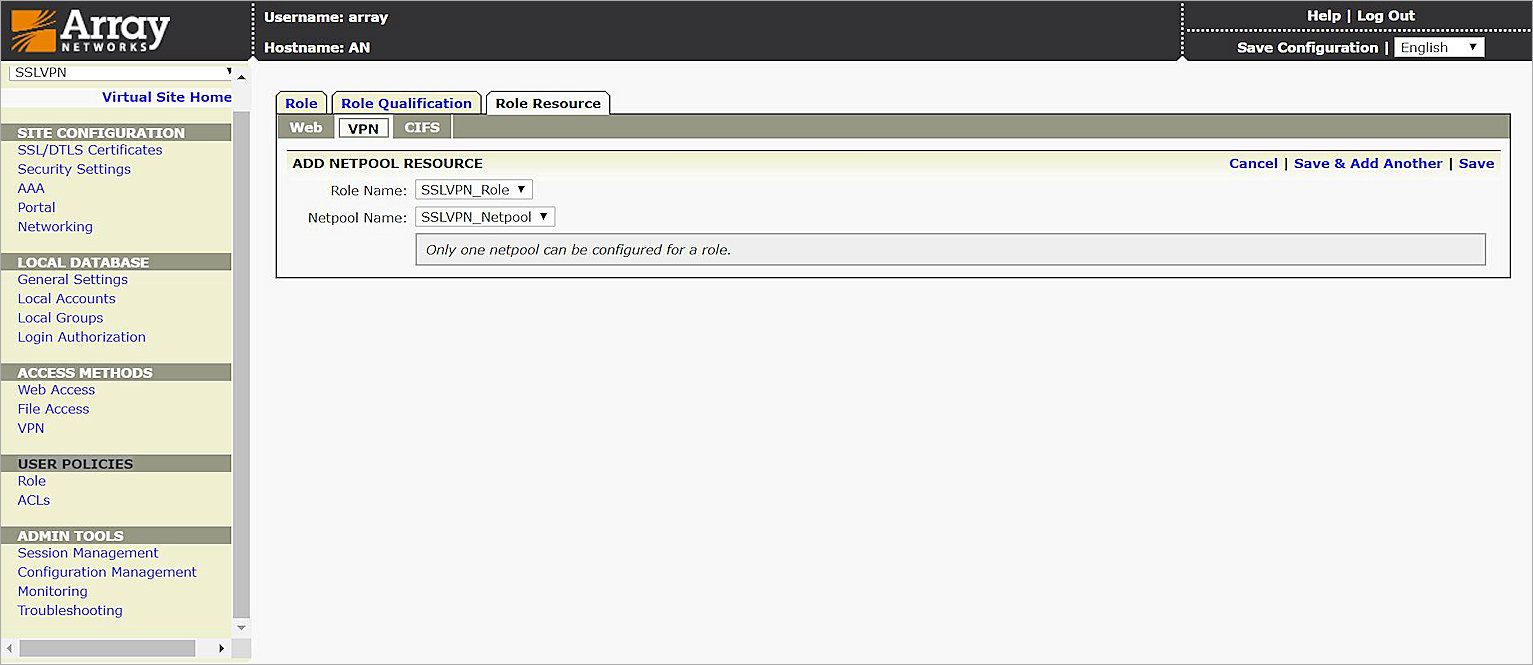 Array
NETWORKS
Username: array
Hostname: AN
Help | Log Out
Save Configuration | English ▼
SSLVPN
Virtual Site Home
SITE CONFIGURATION
SSL/DTLS Certificates
Security Settings
AAA
Portal
Networking
LOCAL DATABASE
General Settings
Local Accounts
Local Groups
Login Authorization
ACCESS METHODS
Web Access
File Access
VPN
USER POLICIES
Role
ACLs
ADMIN TOOLS
Session Management
Configuration Management
Monitoring
Troubleshooting
Role Role Qualification Role Resource
Web VPN CIFS
ADD NETPOOL RESOURCE Cancel | Save & Add Another | Save
Role Name: SSLVPN_Role ▼
Netpool Name: SSLVPN_Netpool ▼
Only one netpool can be configured for a role.